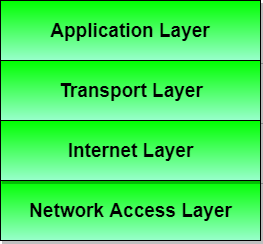 Application Layer
Transport Layer
Internet Layer
Network Access Layer